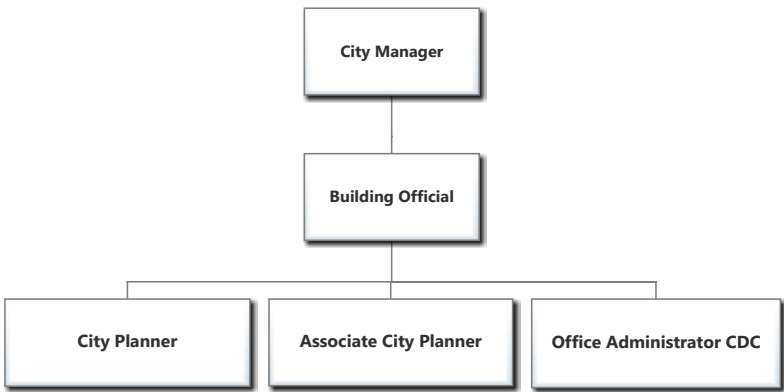 City Manager
Building Official
City Planner
Associate City Planner
Office Administrator CDC